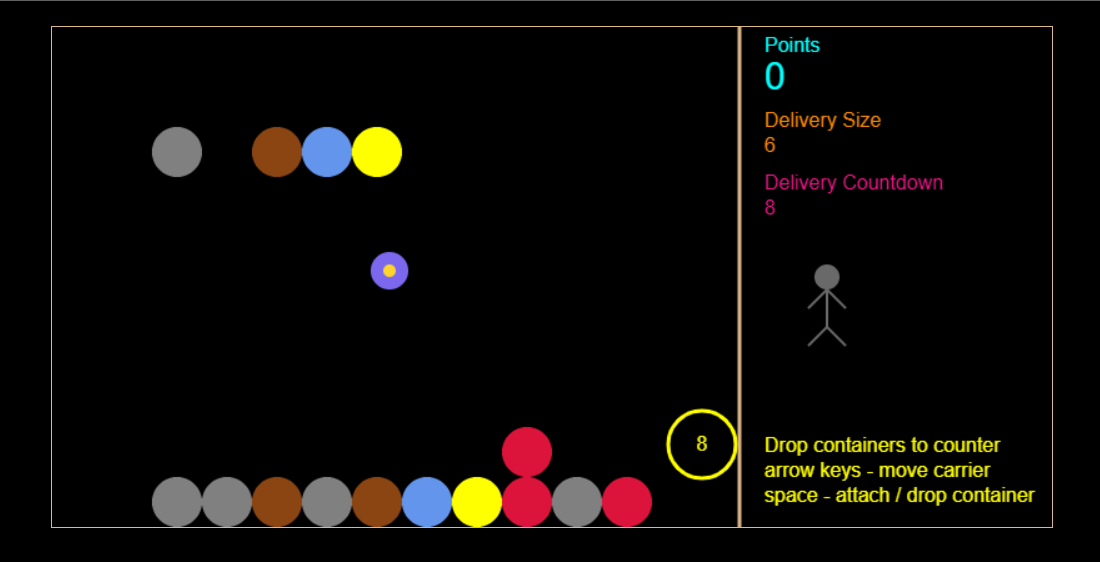 Points
0
Delivery Size
6
Delivery Countdown
8
8
Drop containers to counter
arrow keys - move carrier
space - attach / drop container